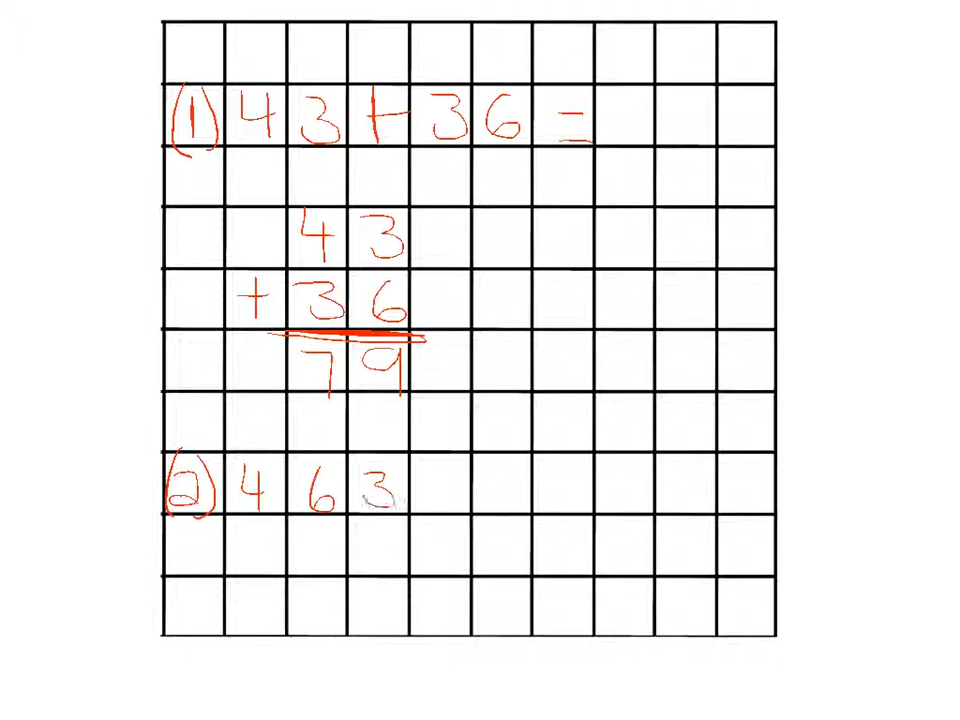 (1) 43 + 36 =
43
+ 36
79
(2) 463